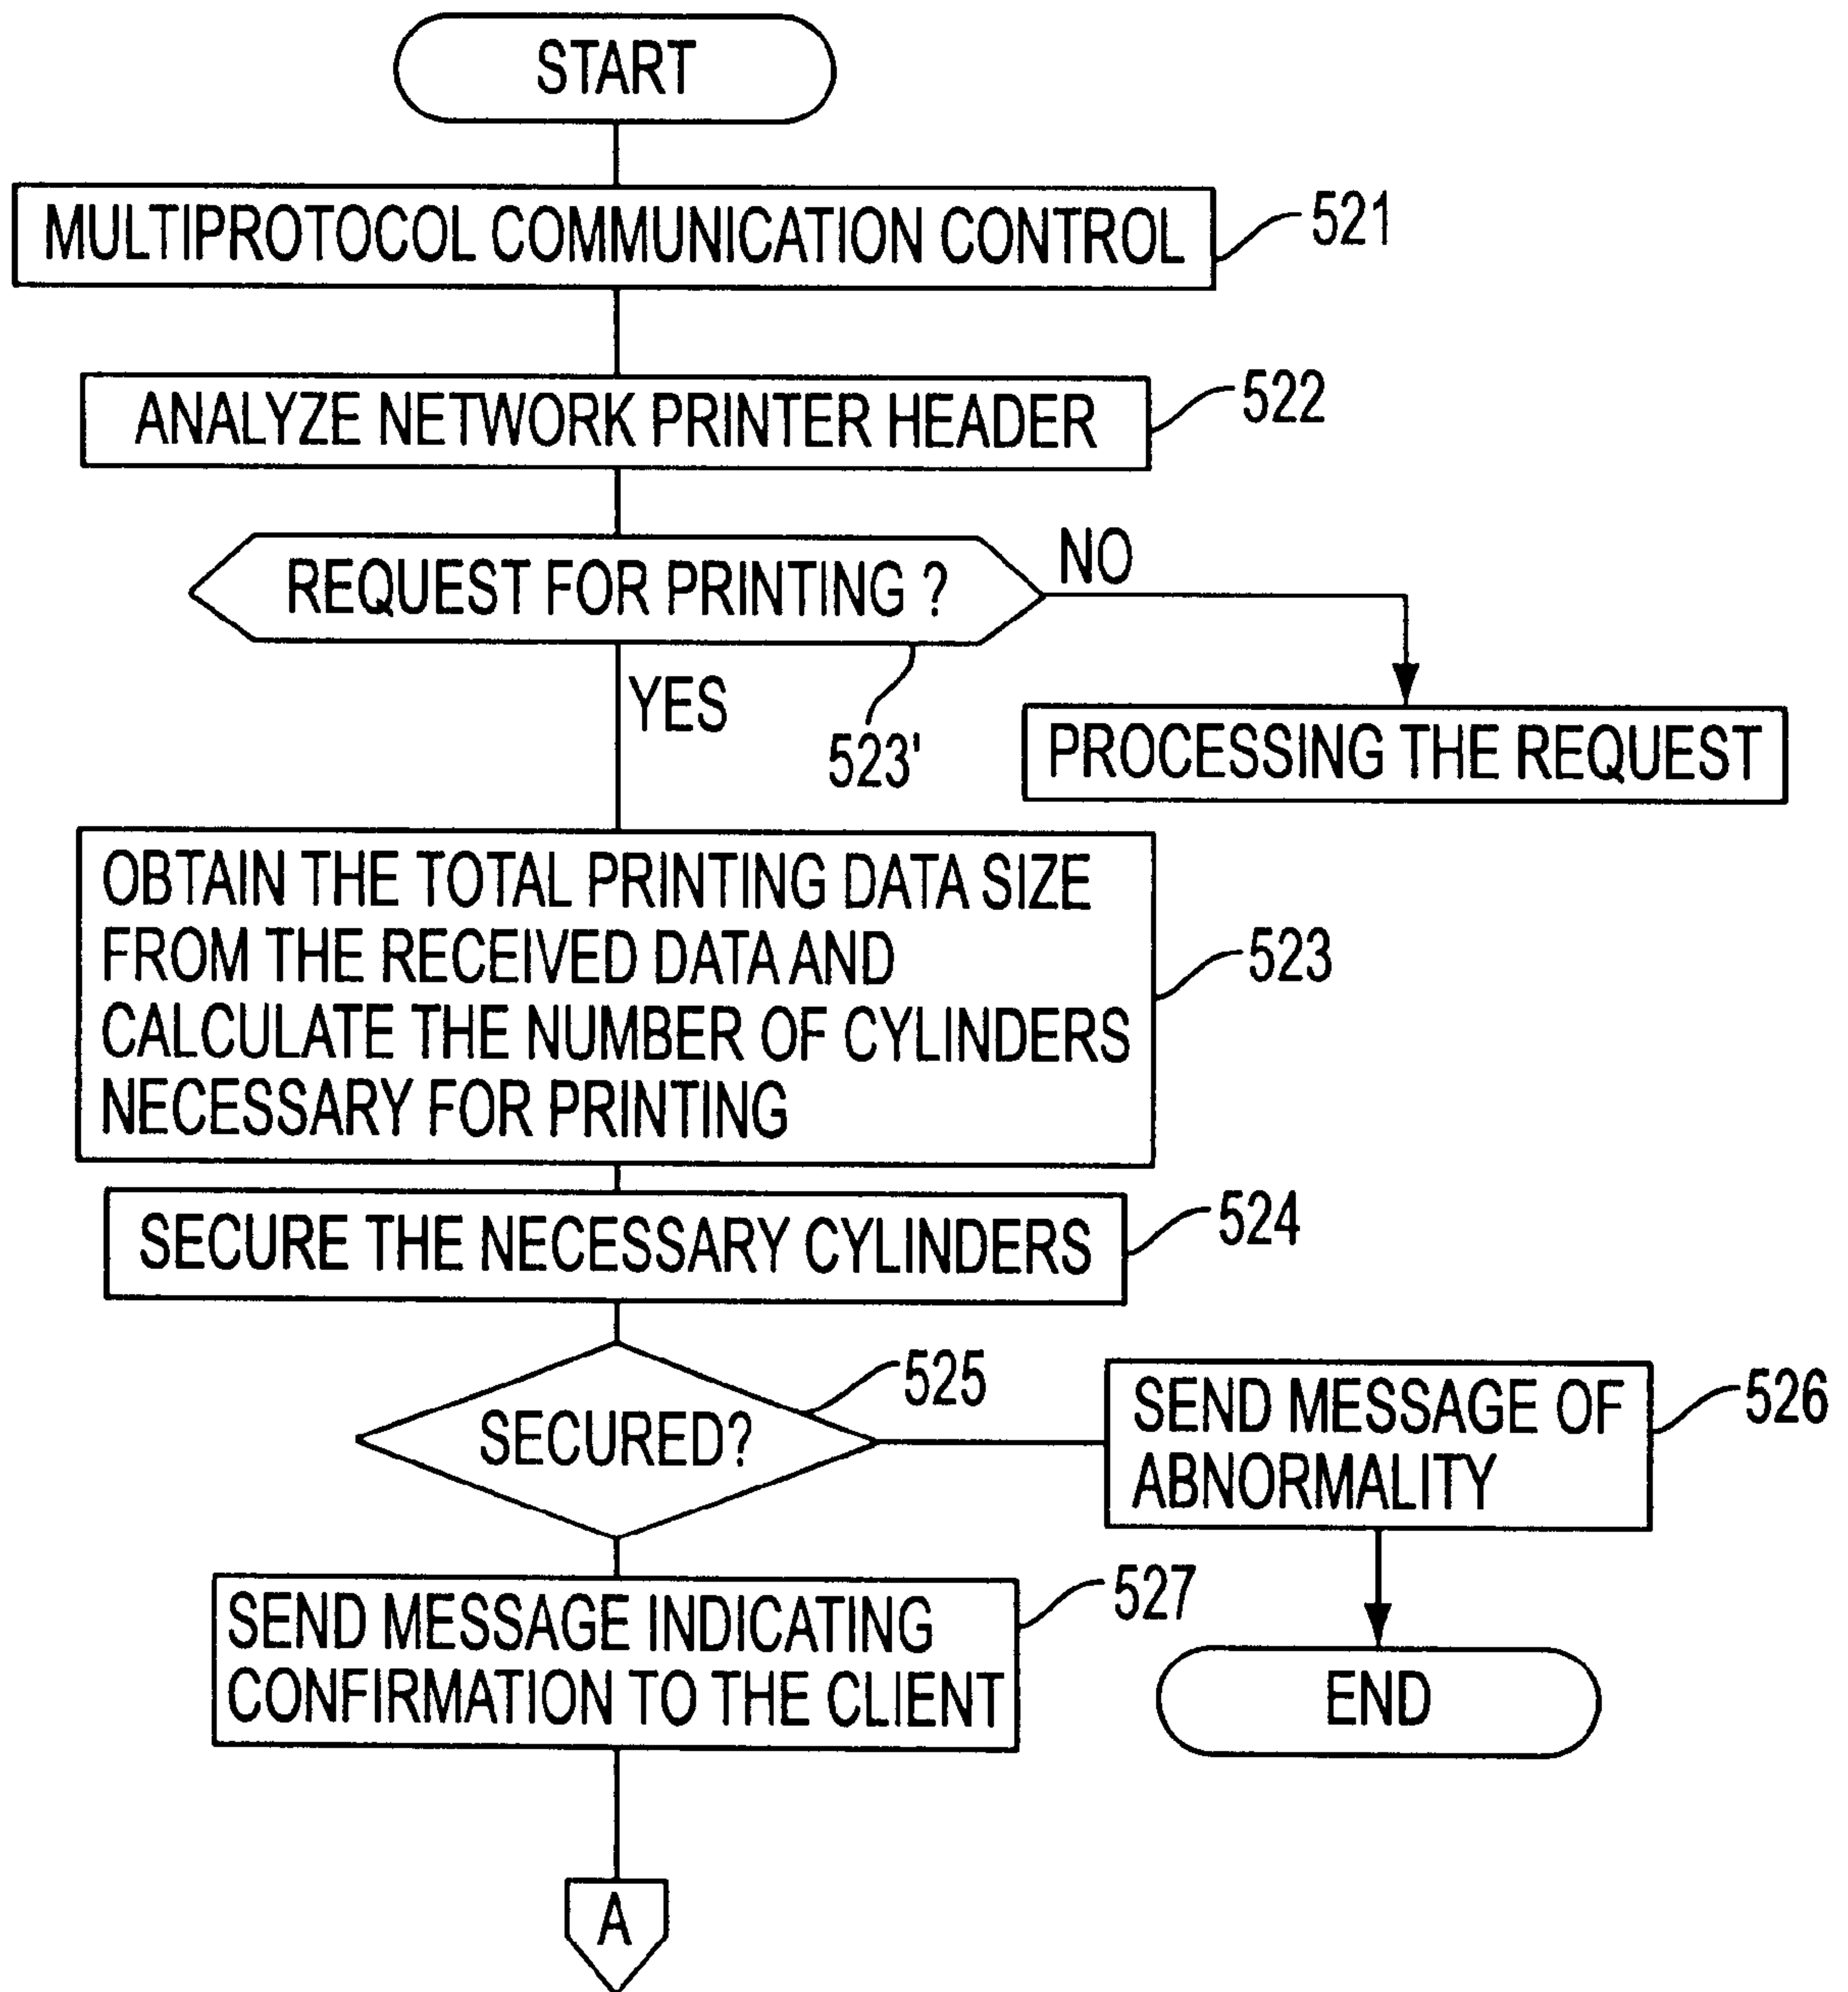 START
MULTIPROTOCOL COMMUNICATION CONTROL
521
ANALYZE NETWORK PRINTER HEADER
522
REQUEST FOR PRINTING ?
NO
YES
523'
PROCESSING THE REQUEST
OBTAIN THE TOTAL PRINTING DATA SIZE
FROM THE RECEIVED DATA AND
CALCULATE THE NUMBER OF CYLINDERS
NECESSARY FOR PRINTING
523
SECURE THE NECESSARY CYLINDERS
524
SECURED?
525
SEND MESSAGE OF
ABNORMALITY
526
SEND MESSAGE INDICATING
CONFIRMATION TO THE CLIENT
527
END
A